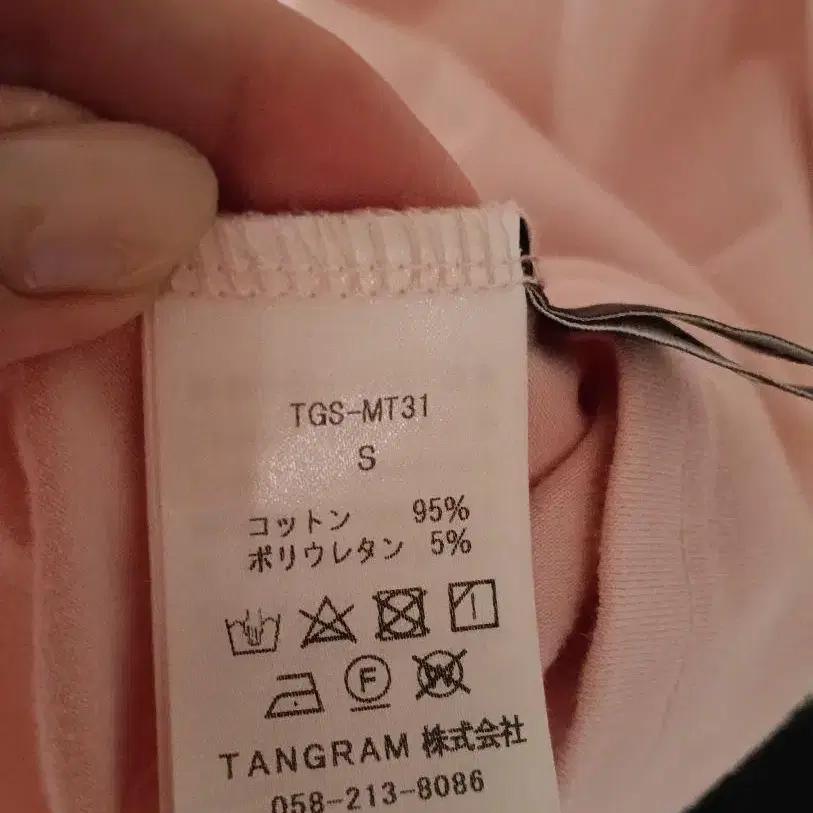 TGS-MT31
S
コットン 95%
ポリウレタン 5%
F W
TANGRAM 株式会社
058-213-8086